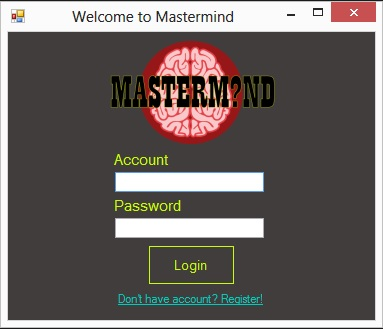 Welcome to Mastermind
MASTERM?ND
Account
Password
Login
Don't have account? Register!